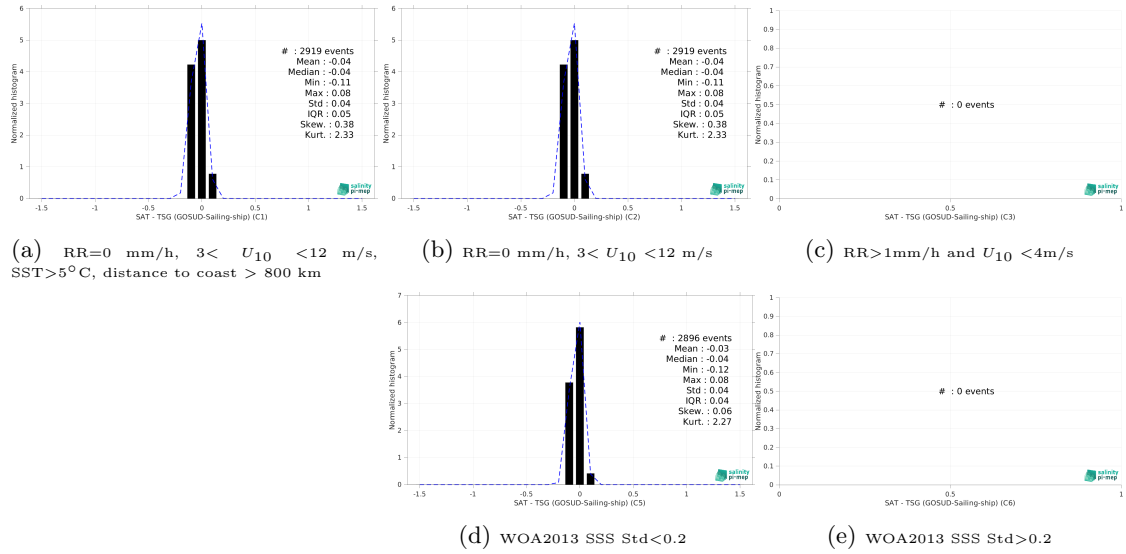 6
5
4
3
2
1
0
Normalized histogram
# : 2919 events
Mean : -0.04
Median : -0.04
Min : -0.11
Max : 0.08
Std : 0.04
IQR : 0.05
Skew. : 0.38
Kurt. : 2.33
salinity
pi-mep
-1.5 -1 -0.5 0 0.5 1 1.5
SAT - TSG (GOSUD-Sailing-ship) (C1)
(a) RR=0 mm/h, 3< U10 <12 m/s,
SST>5°C, distance to coast > 800 km
6
5
4
3
2
1
0
Normalized histogram
# : 2919 events
Mean : -0.04
Median : -0.04
Min : -0.11
Max : 0.08
Std : 0.04
IQR : 0.05
Skew. : 0.38
Kurt. : 2.33
salinity
pi-mep
-1.5 -1 -0.5 0 0.5 1 1.5
SAT - TSG (GOSUD-Sailing-ship) (C2)
(b) RR=0 mm/h, 3< U10 <12 m/s
1
0.9
0.8
0.7
0.6
0.5
0.4
0.3
0.2
0.1
0
Normalized histogram
# : 0 events
salinity
pi-mep
0.5 1
SAT - TSG (GOSUD-Sailing-ship) (C3)
(c) RR>1mm/h and U10 <4m/s
7
6
5
4
3
2
1
0
Normalized histogram
# : 2896 events
Mean : -0.03
Median : -0.04
Min : -0.12
Max : 0.08
Std : 0.04
IQR : 0.04
Skew. : 0.06
Kurt. : 2.27
salinity
pi-mep
-1.5 -1 -0.5 0 0.5 1 1.5
SAT - TSG (GOSUD-Sailing-ship) (C5)
(d) WOA2013 SSS Std<0.2
1
0.9
0.8
0.7
0.6
0.5
0.4
0.3
0.2
0.1
0
Normalized histogram
# : 0 events
salinity
pi-mep
0.5 1
SAT - TSG (GOSUD-Sailing-ship) (C6)
(e) WOA2013 SSS Std>0.2